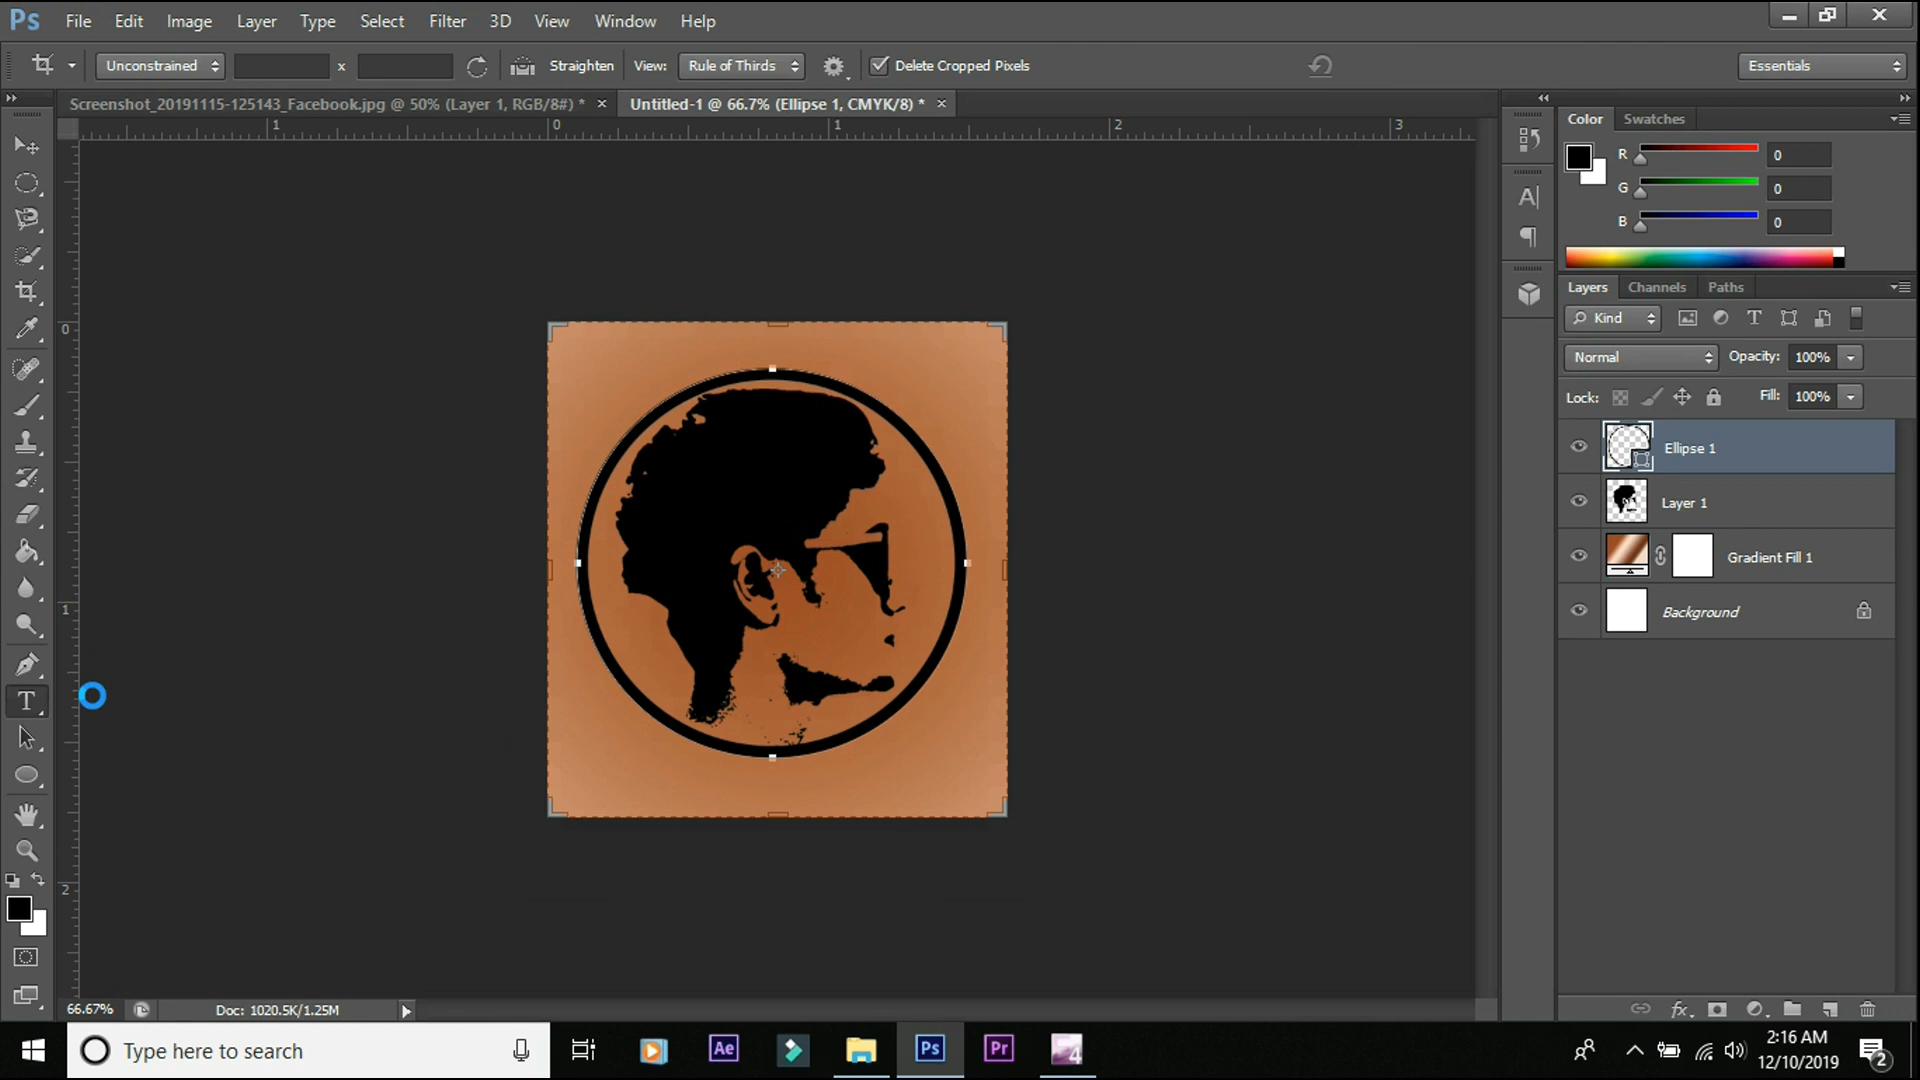 Ps File Edit Image Layer Type Select Filter 3D View Window Help
Unconstrained x Straighten View: Rule of Thirds Delete Cropped Pixels Essentials
Screenshot_20191115-125143_Facebook.jpg @ 50% (Layer 1, RGB/8#) * × Untitled-1 @ 66.7% (Ellipse 1, CMYK/8) * ×
1 0 1 2 3
Color Swatches
R 0
G 0
B 0
Layers Channels Paths
Kind
Normal Opacity: 100%
Lock: Fill: 100%
Ellipse 1
Layer 1
Gradient Fill 1
Background
0
1
2
T
A
T
fx
66.67% Doc: 1020.5K/1.25M
Type here to search
Ae Ps Pr 4
2:16 AM
12/10/2019
2